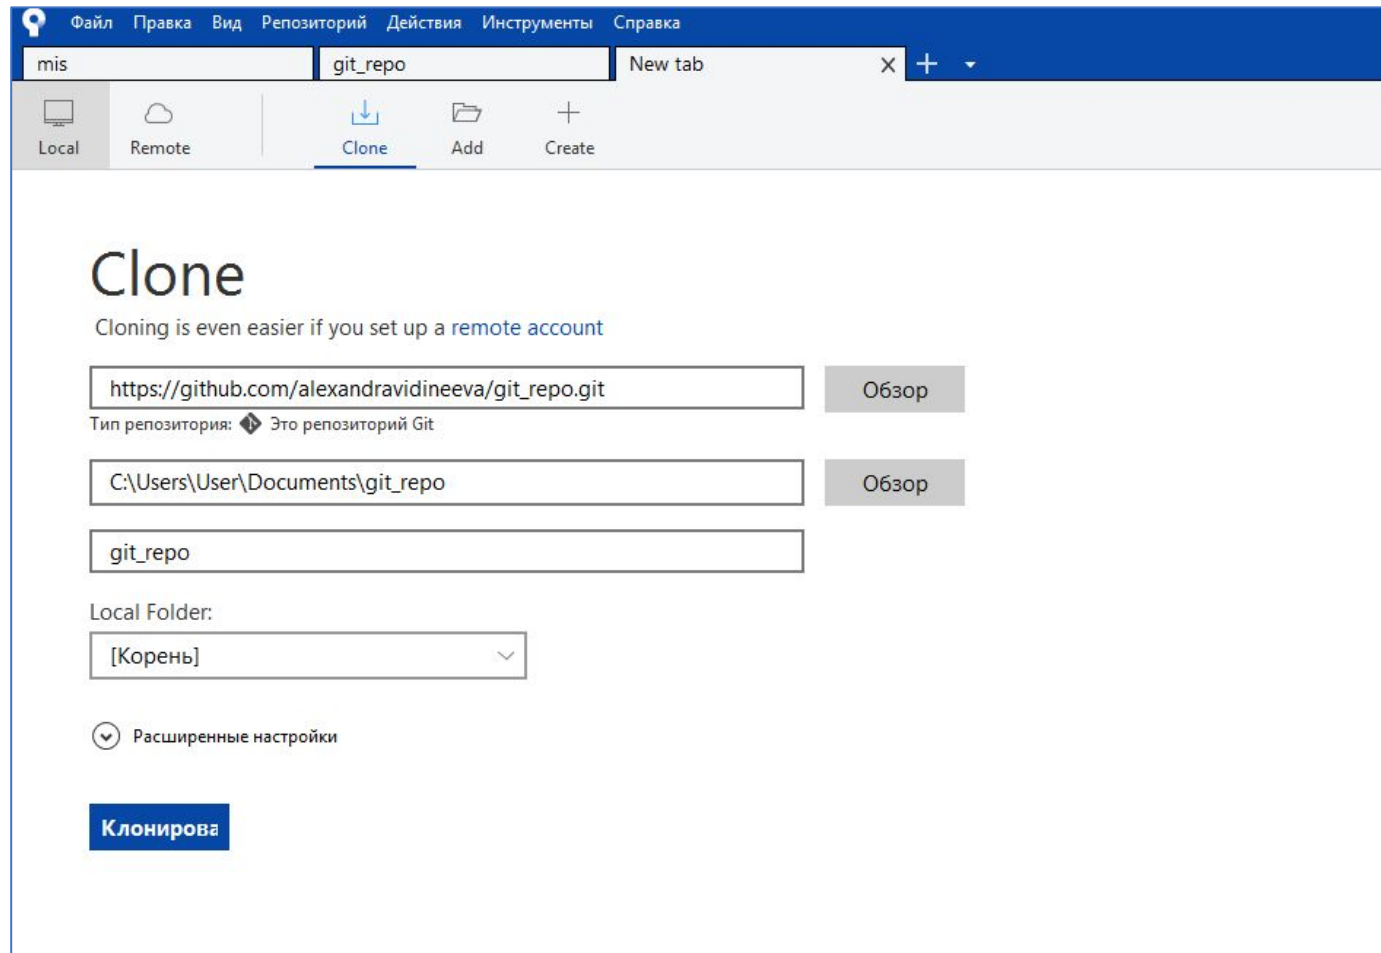 Файл Правка Вид Репозиторий Действия Инструменты Справка
mis git_repo New tab
Local Remote Clone Add Create
Clone
Cloning is even easier if you set up a remote account
https://github.com/alexandravidineeva/git_repo.git Обзор
Тип репозитория: Это репозиторий Git
C:\Users\User\Documents\git_repo Обзор
git_repo
Local Folder:
[Корень]
Расширенные настройки
Клонирова